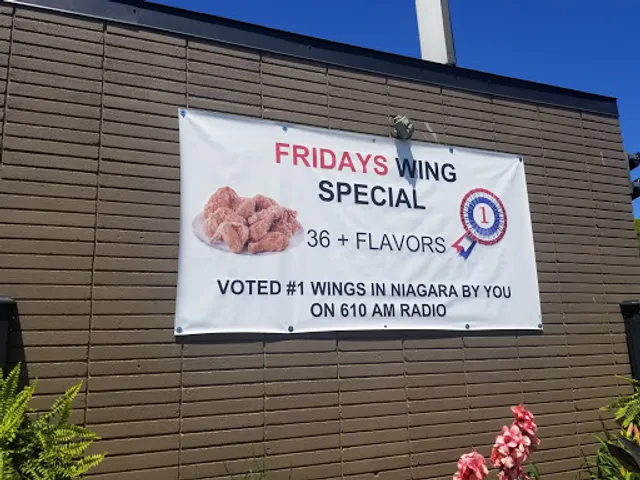 FRIDAYS WING
SPECIAL
36 + FLAVORS
1
VOTED #1 WINGS IN NIAGARA BY YOU
ON 610 AM RADIO